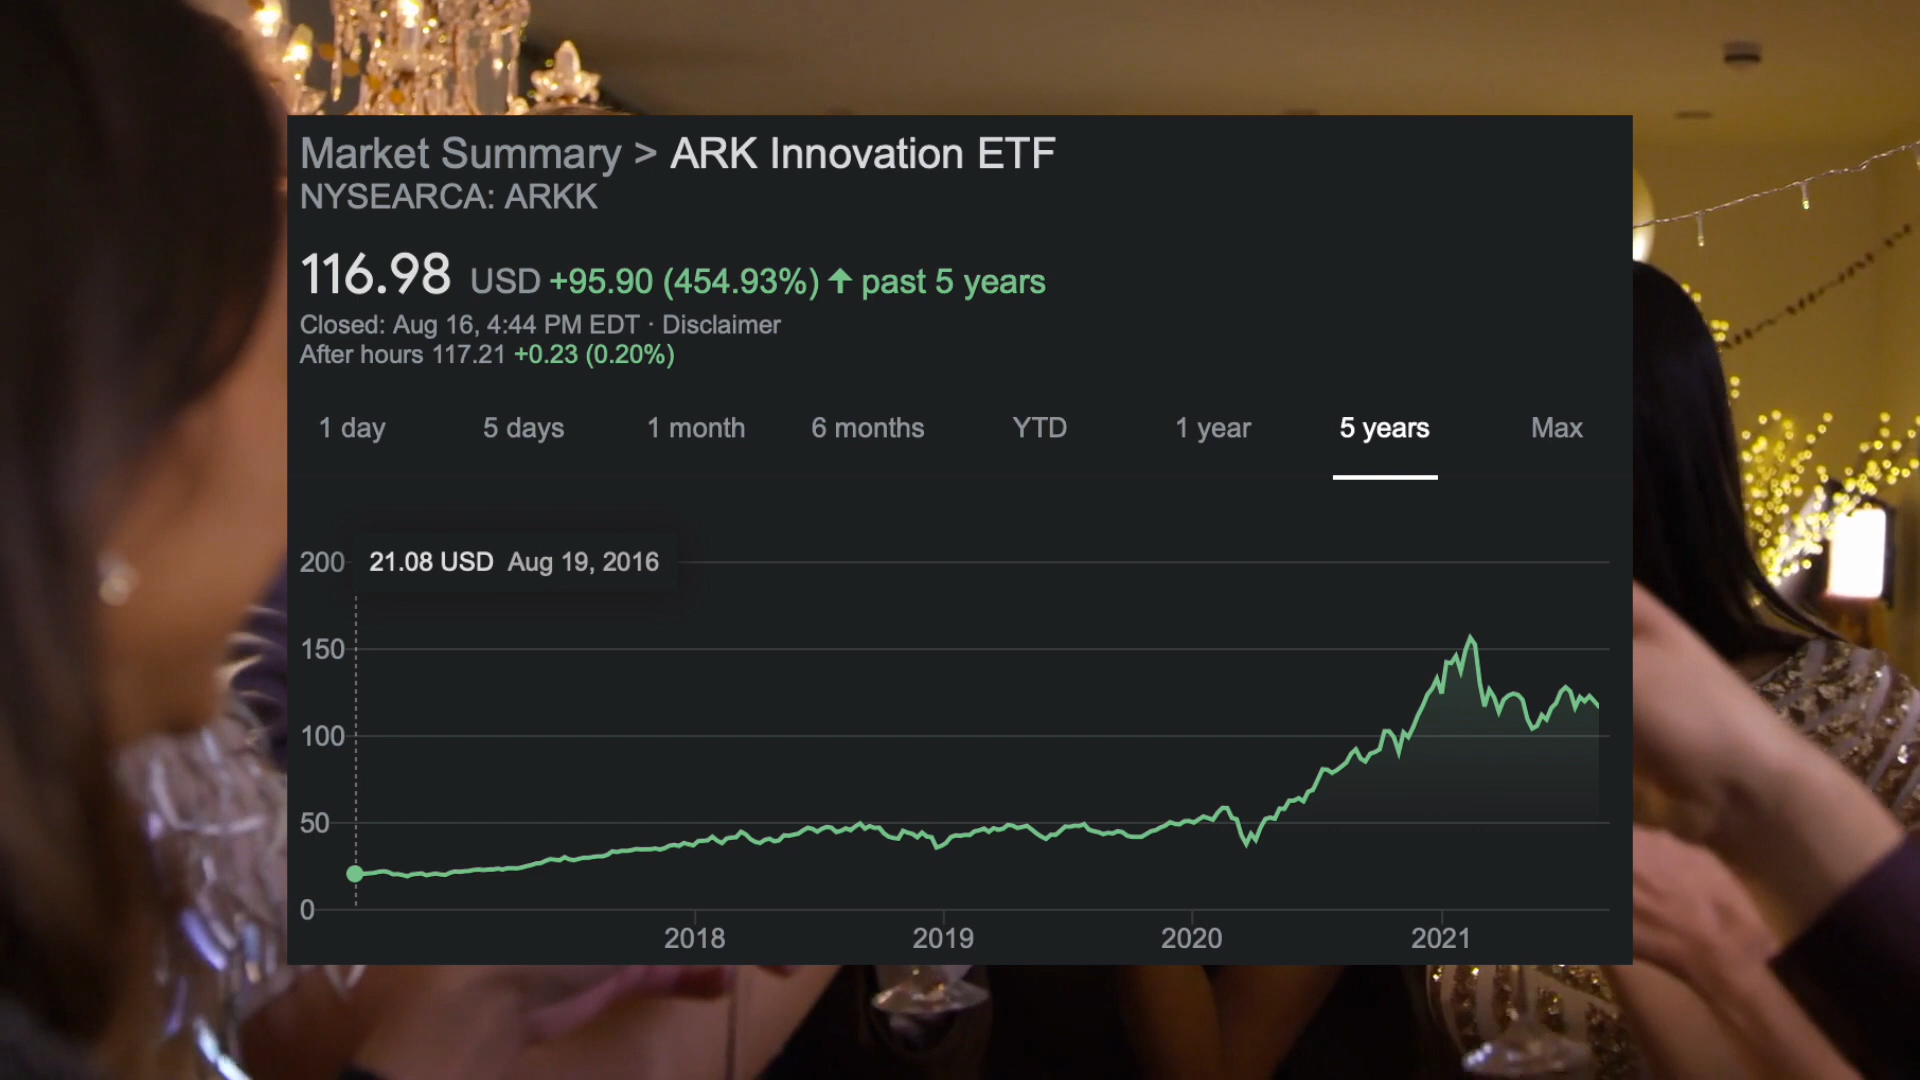 Market Summary > ARK Innovation ETF
NYSEARCA: ARKK
116.98 USD +95.90 (454.93%) ↑ past 5 years
Closed: Aug 16, 4:44 PM EDT · Disclaimer
After hours 117.21 +0.23 (0.20%)
1 day 5 days 1 month 6 months YTD 1 year 5 years Max
200 21.08 USD Aug 19, 2016
150
100
50
0
2018 2019 2020 2021